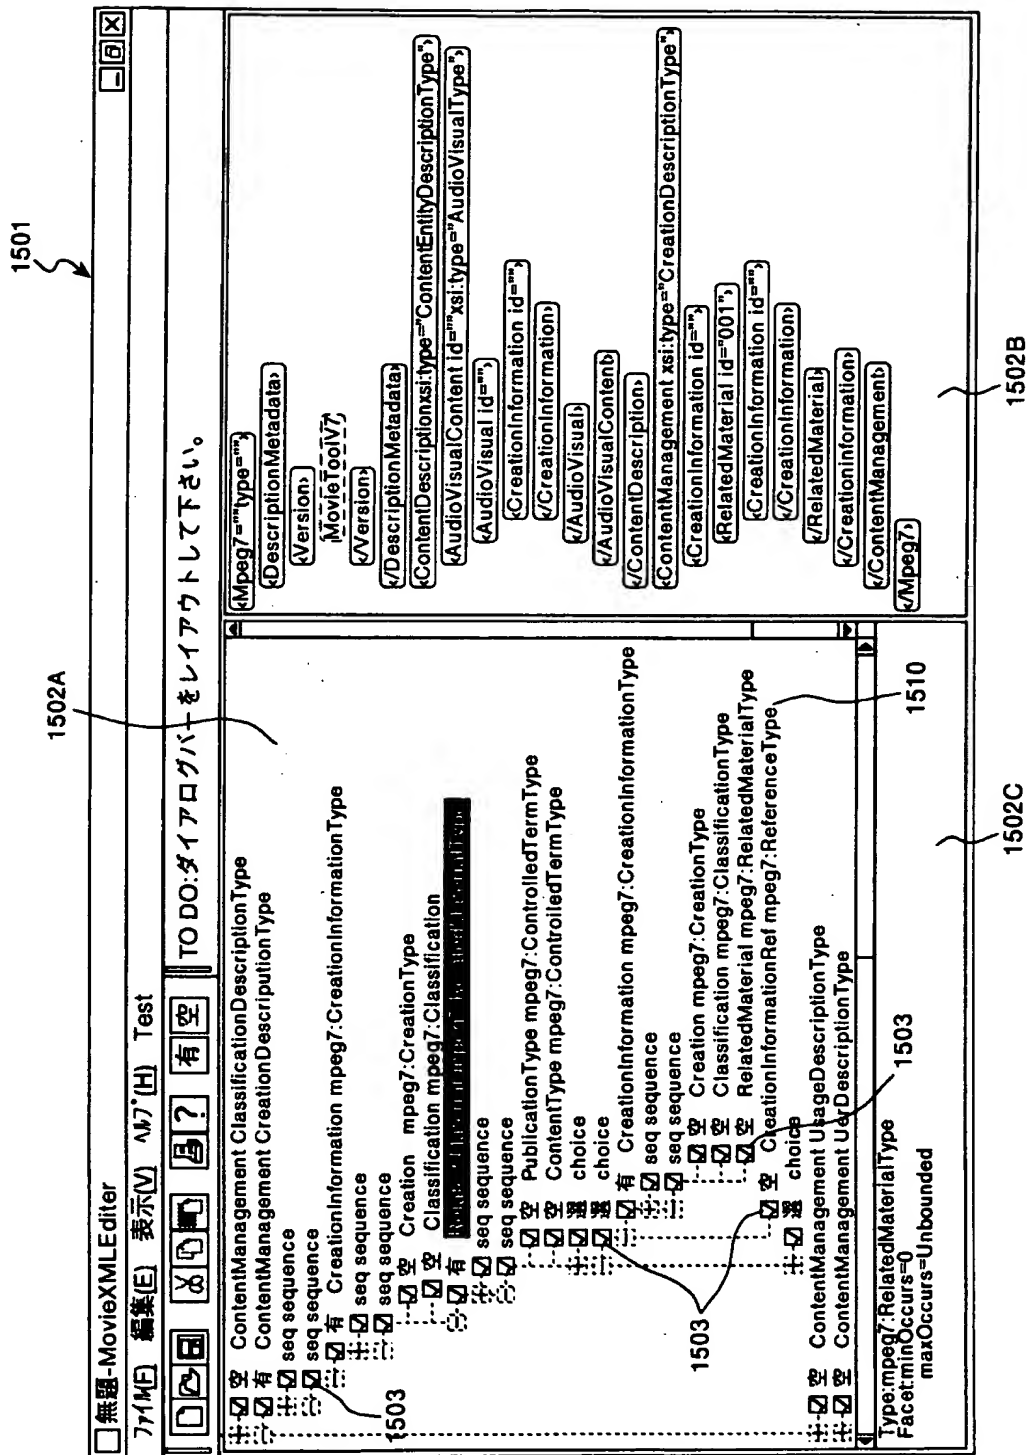 1501
無題-MovieXMLEditer
ファイル(F) 編集(E) 表示(V) ヘルプ(H) Test
? 有 空 TO DO:ダイアログバーをレイアウトして下さい。
1502A
空 ContentManagement ClassificationDescriptionType
有 ContentManagement CreationDescriputionType
seq sequence
seq sequence
有 CreationInformation mpeg7:CreationInformationType
seq sequence
seq sequence
空 Creation mpeg7:CreationType
空 Classification mpeg7:Classification
有
seq sequence
seq sequence
空 PublicationType mpeg7:ControlledTermType
空 ContentType mpeg7:ControiledTermType
選 choice
選 choice
有 CreationInformation mpeg7:CreationInformationType
seq sequence
seq sequence
空 Creation mpeg7:CreationType
空 Classification mpeg7:ClassificationType
空 RelatedMaterial mpeg7:RelatedMaterialType
空 CreationInformationRef mpeg7:ReferenceType
選 choice
空 ContentManagement UsageDescriptionType
空 ContentManagement UerDescriptionType
1503
1503
1503
1510
Type:mpeg7:RelatedMaterialType
Facet:minOccurs=0
maxOccurs=Unbounded
1502C
<Mpeg7=""type="">
<DescriptionMetadata>
<Version>
MovieToolV7
</Version>
</DescriptionMetadata>
<ContentDescriptionxsi:type="ContentEntityDescriptionType">
<AudioVisualContent id=""xsi:type="AudioVisualType">
<AudioVisual id="">
<CreationInformation id="">
</CreationInformation>
</AudioVisual>
</AudioVisualContent>
</ContentDescription>
<ContentManagement xsi:type="CreationDescriptionType">
<CreationInformation id="">
<RelatedMaterial id="001">
<CreationInformation id="">
</CreationInformation>
</RelatedMaterial>
</Creationinformation>
</ContentManagement>
</Mpeg7>
1502B